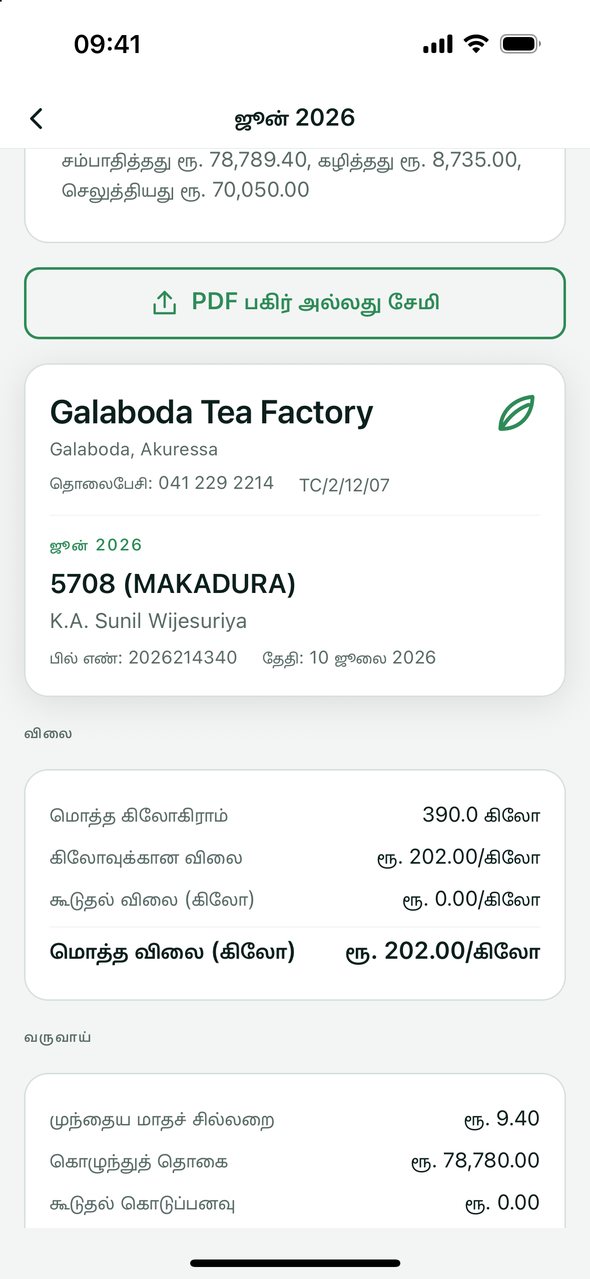 09:41
ஜூன் 2026
சம்பாதித்தது ரூ. 78,789.40, கழித்தது ரூ. 8,735.00,
செலுத்தியது ரூ. 70,050.00
PDF பகிர் அல்லது சேமி
Galaboda Tea Factory
Galaboda, Akuressa
தொலைபேசி: 041 229 2214 TC/2/12/07
ஜூன் 2026
5708 (MAKADURA)
K.A. Sunil Wijesuriya
பில் எண்: 2026214340 தேதி: 10 ஜூலை 2026
விலை
மொத்த கிலோகிராம் 390.0 கிலோ
கிலோவுக்கான விலை ரூ. 202.00/கிலோ
கூடுதல் விலை (கிலோ) ரூ. 0.00/கிலோ
மொத்த விலை (கிலோ) ரூ. 202.00/கிலோ
வருவாய்
முந்தைய மாதச் சில்லறை ரூ. 9.40
கொழுந்துத் தொகை ரூ. 78,780.00
கூடுதல் கொடுப்பனவு ரூ. 0.00